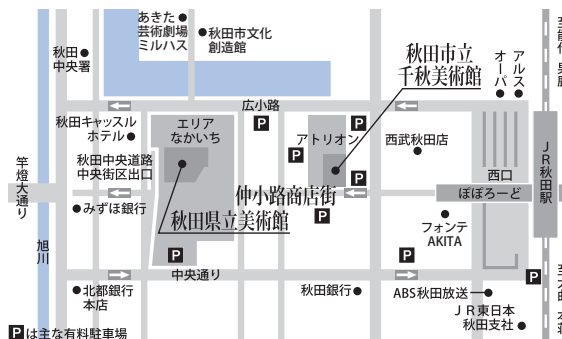 あきた
芸術劇場
ミルハス
秋田市文化
創造館
秋田
中央署
秋田市立
千秋美術館
アルス
オーパ
広小路
秋田キャッスル
ホテル
エリア
なかいち
P
アトリオン
P
P
西武秋田店
西口
JR秋田駅
秋田中央道路
中央街区出口
竿燈大通り
P
ぽぽろーど
仲小路商店街
みずほ銀行
秋田県立美術館
P
フォンテ
AKITA
旭川
P
P
中央通り
P
北都銀行
本店
秋田銀行
ABS秋田放送
JR東日本
秋田支社
Pは主な有料駐車場